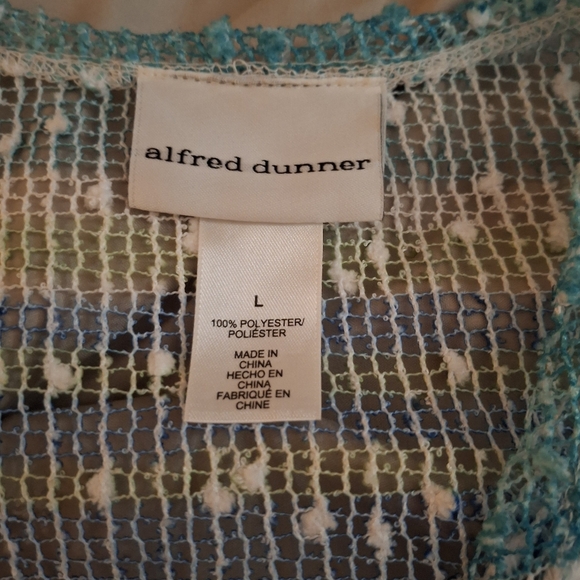 alfred dunner
L
100% POLYESTER/
POLIÉSTER
MADE IN
CHINA
HECHO EN
CHINA
FABRIQUÉ EN
CHINE